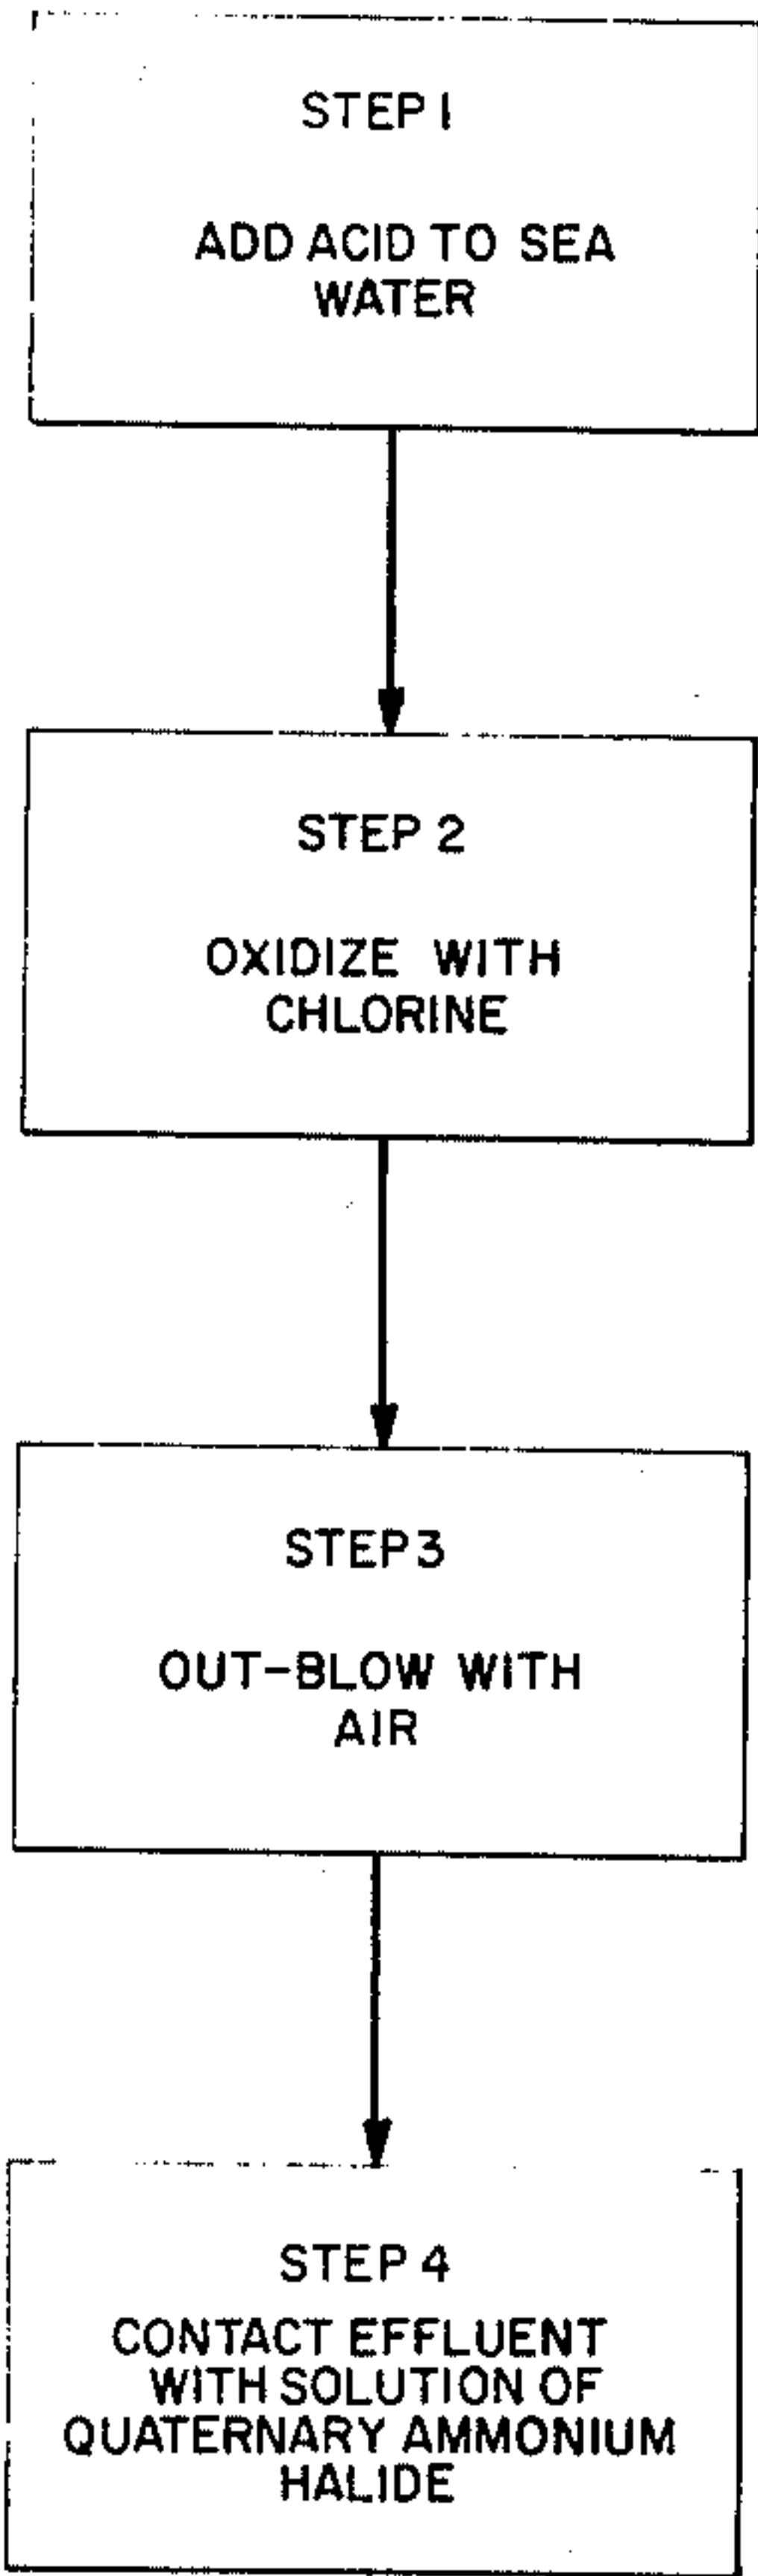 STEP 1
ADD ACID TO SEA
WATER
STEP 2
OXIDIZE WITH
CHLORINE
STEP 3
OUT-BLOW WITH
AIR
STEP 4
CONTACT EFFLUENT
WITH SOLUTION OF
QUATERNARY AMMONIUM
HALIDE